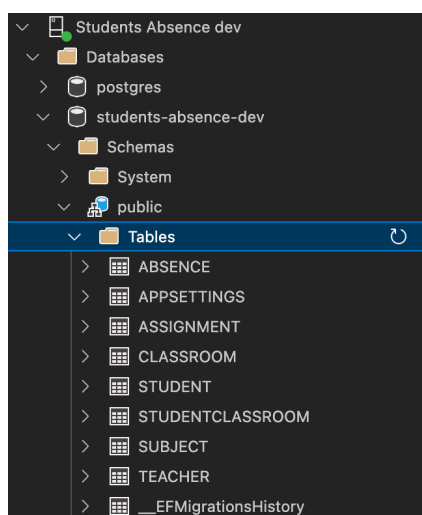 Students Absence dev
Databases
postgres
students-absence-dev
Schemas
System
public
Tables
ABSENCE
APPSETTINGS
ASSIGNMENT
CLASSROOM
STUDENT
STUDENTCLASSROOM
SUBJECT
TEACHER
__EFMigrationsHistory